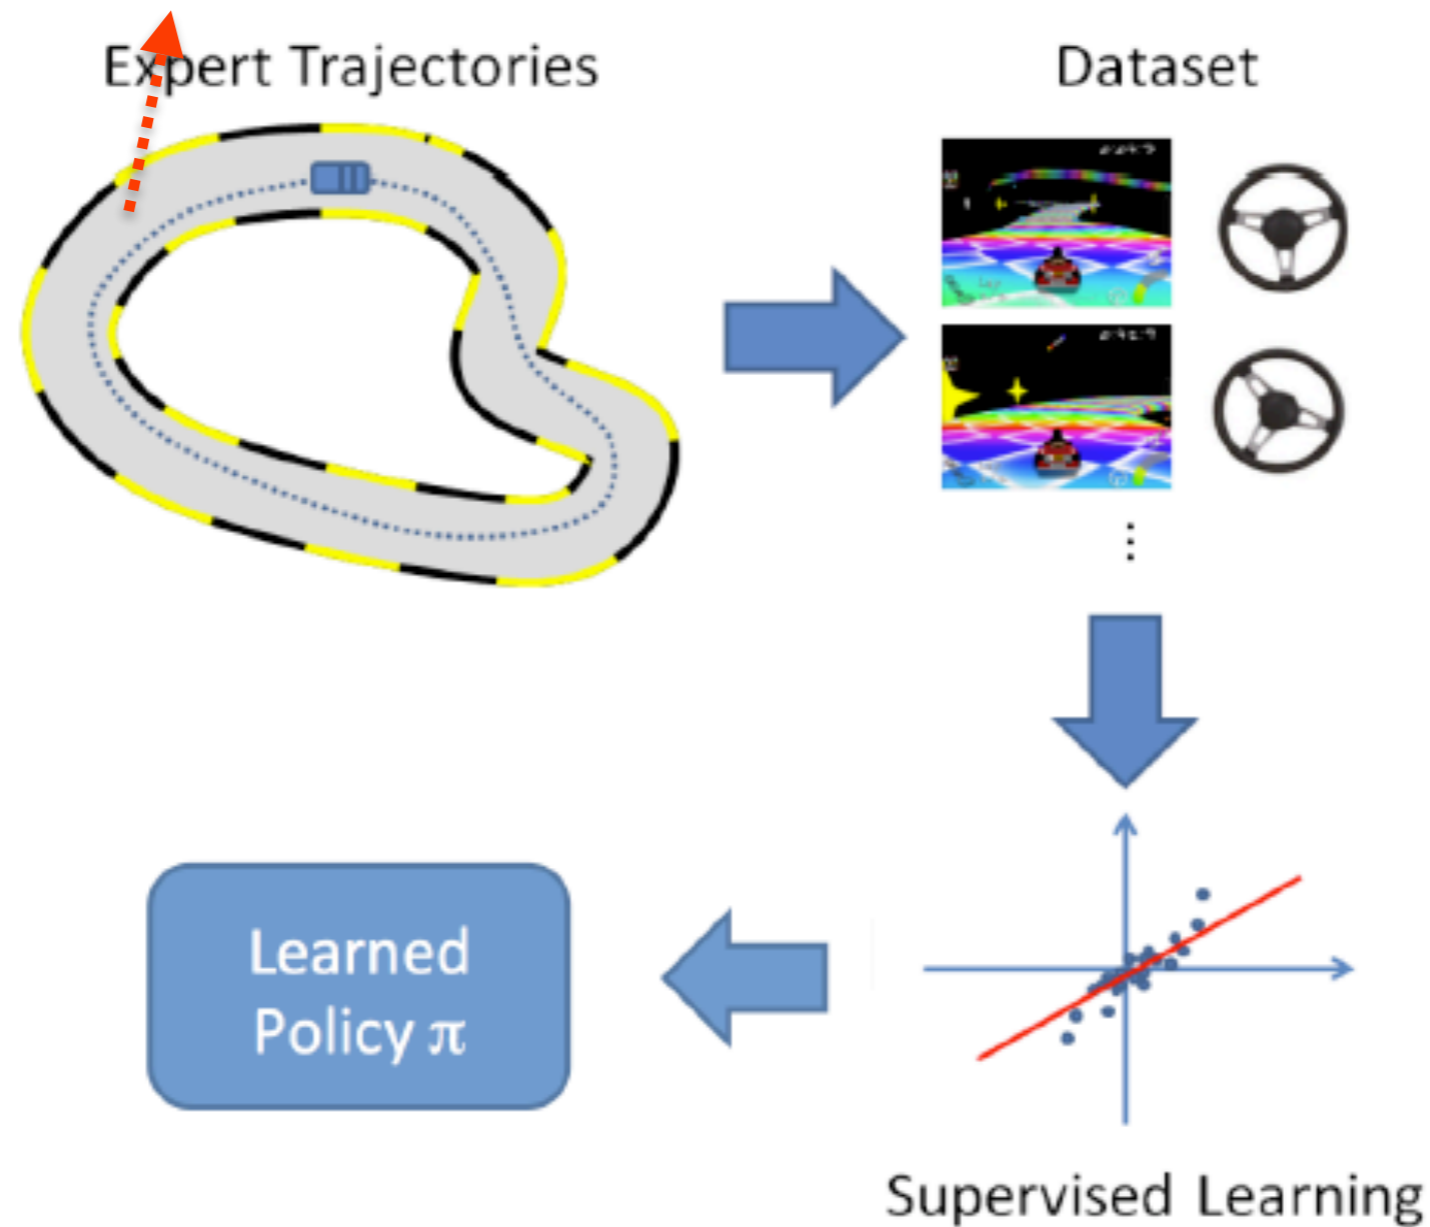 Expert Trajectories
Dataset
Learned
Policy π
Supervised Learning